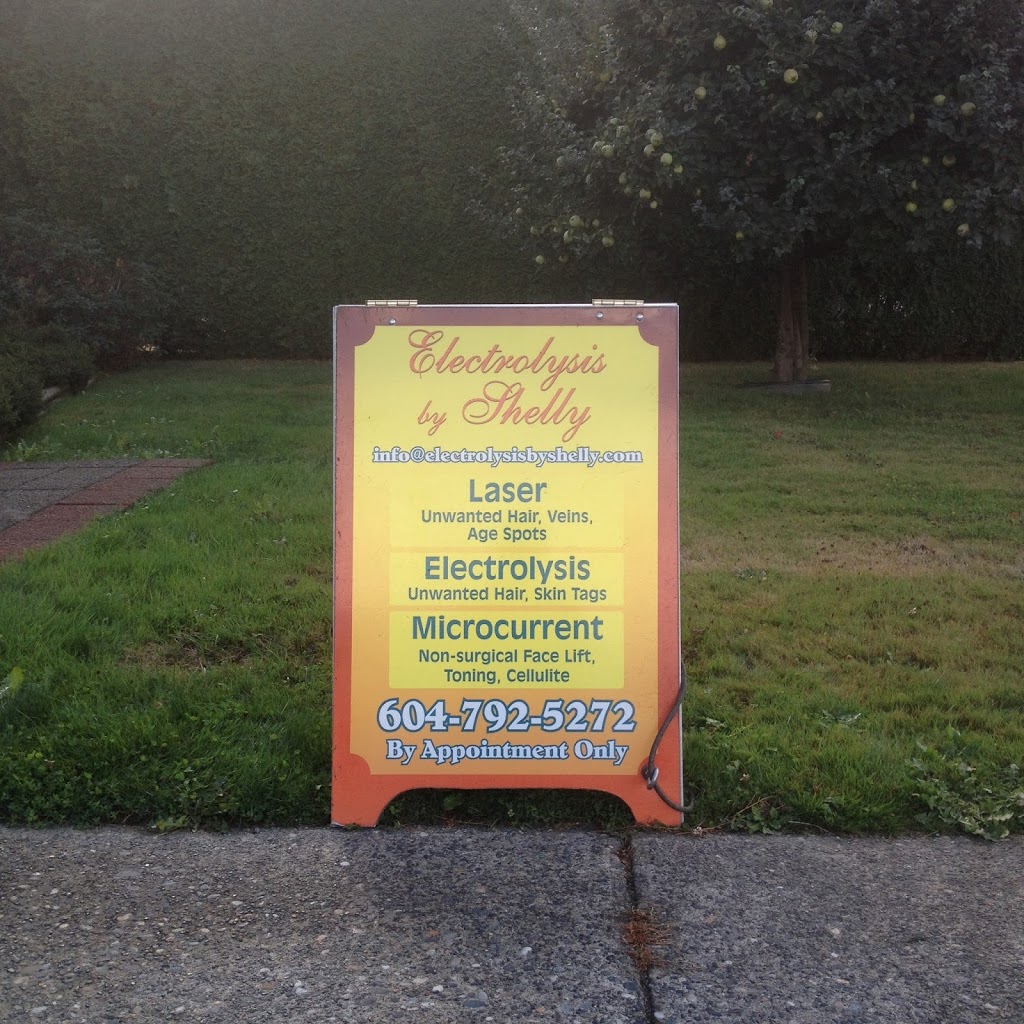 Electrolysis
by Shelly
info@electrolysisbyshelly.com
Laser
Unwanted Hair, Veins,
Age Spots
Electrolysis
Unwanted Hair, Skin Tags
Microcurrent
Non-surgical Face Lift,
Toning, Cellulite
604-792-5272
By Appointment Only